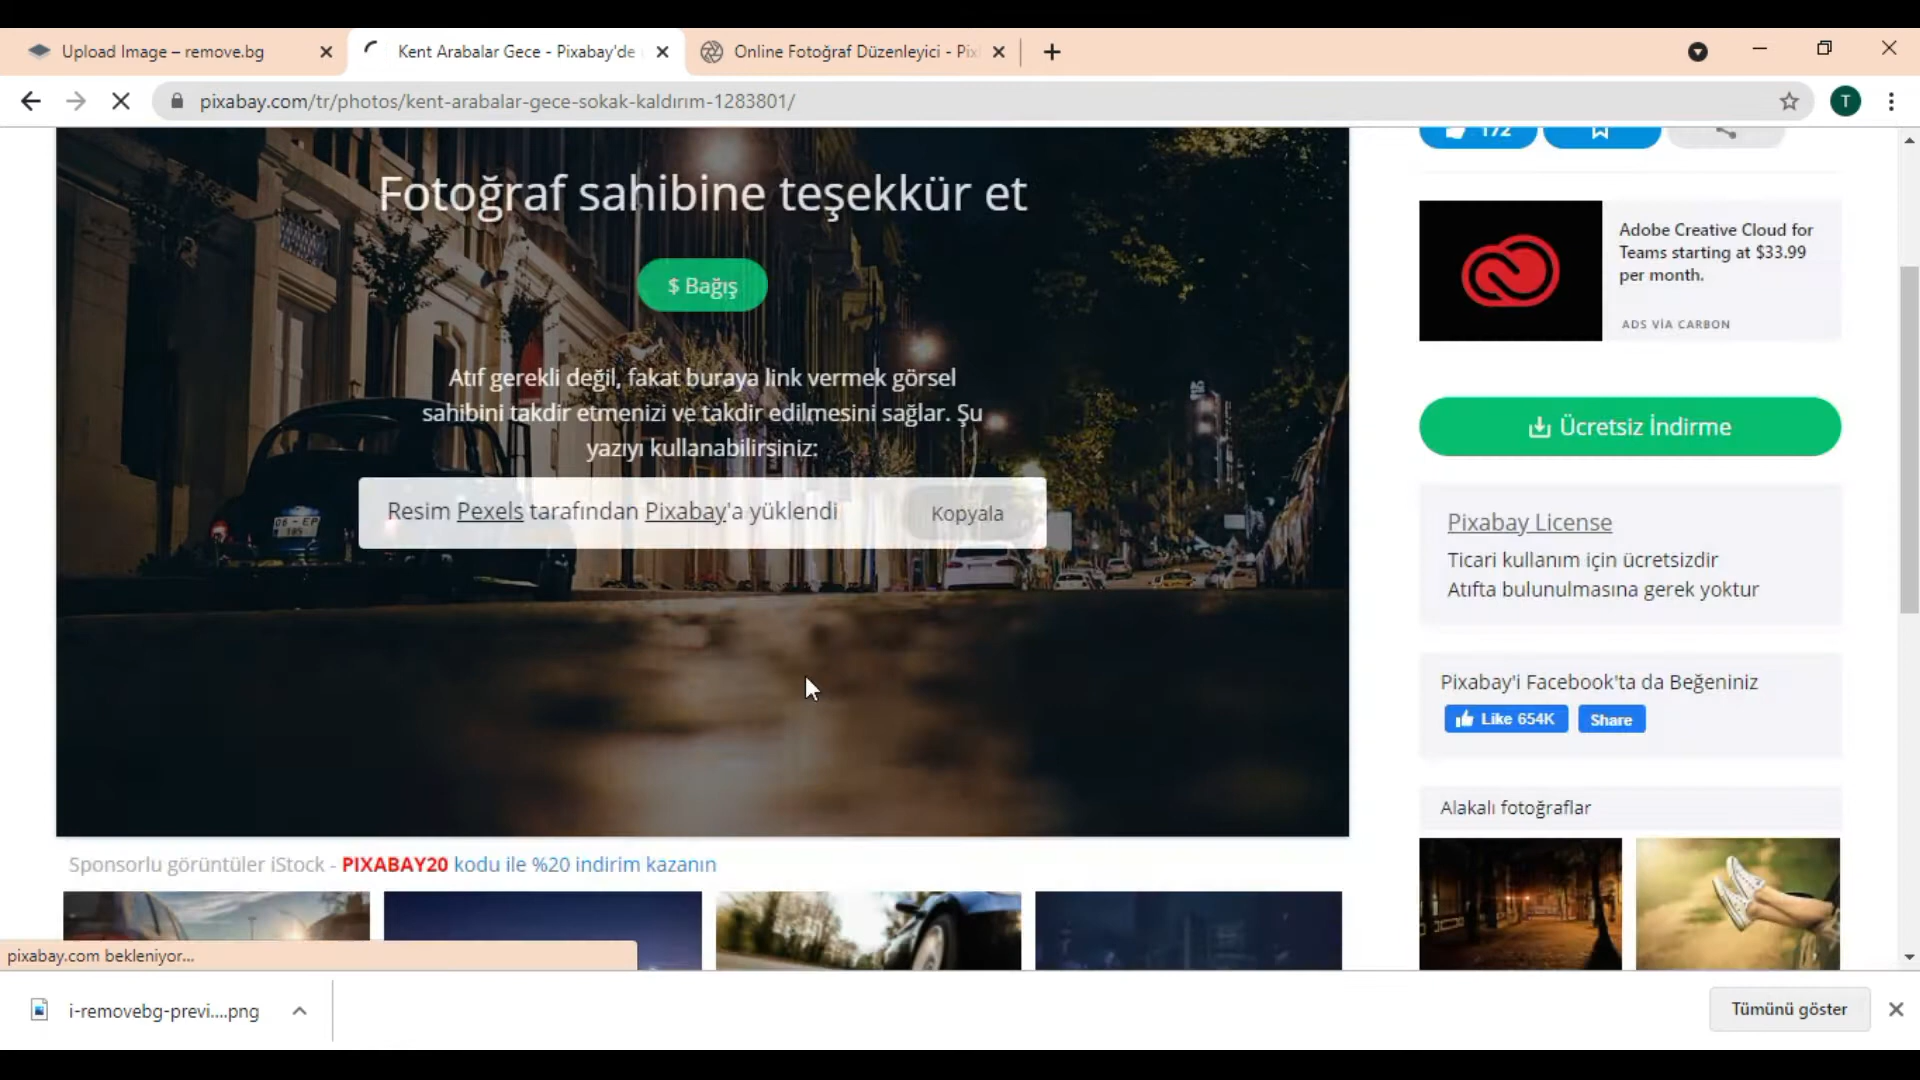 Upload Image – remove.bg
Kent Arabalar Gece - Pixabay'de
Online Fotoğraf Düzenleyici - Pix
pixabay.com/tr/photos/kent-arabalar-gece-sokak-kaldırım-1283801/
T
172
Fotoğraf sahibine teşekkür et
$ Bağış
Atıf gerekli değil, fakat buraya link vermek görsel
sahibini takdir etmenizi ve takdir edilmesini sağlar. Şu
yazıyı kullanabilirsiniz:
Resim Pexels tarafından Pixabay'a yüklendi
Kopyala
Adobe Creative Cloud for
Teams starting at $33.99
per month.
ADS VİA CARBON
Ücretsiz İndirme
Pixabay License
Ticari kullanım için ücretsizdir
Atıfta bulunulmasına gerek yoktur
Pixabay'i Facebook'ta da Beğeniniz
Like 654K
Share
Alakalı fotoğraflar
Sponsorlu görüntüler iStock - PIXABAY20 kodu ile %20 indirim kazanın
pixabay.com bekleniyor...
i-removebg-previ....png
Tümünü göster